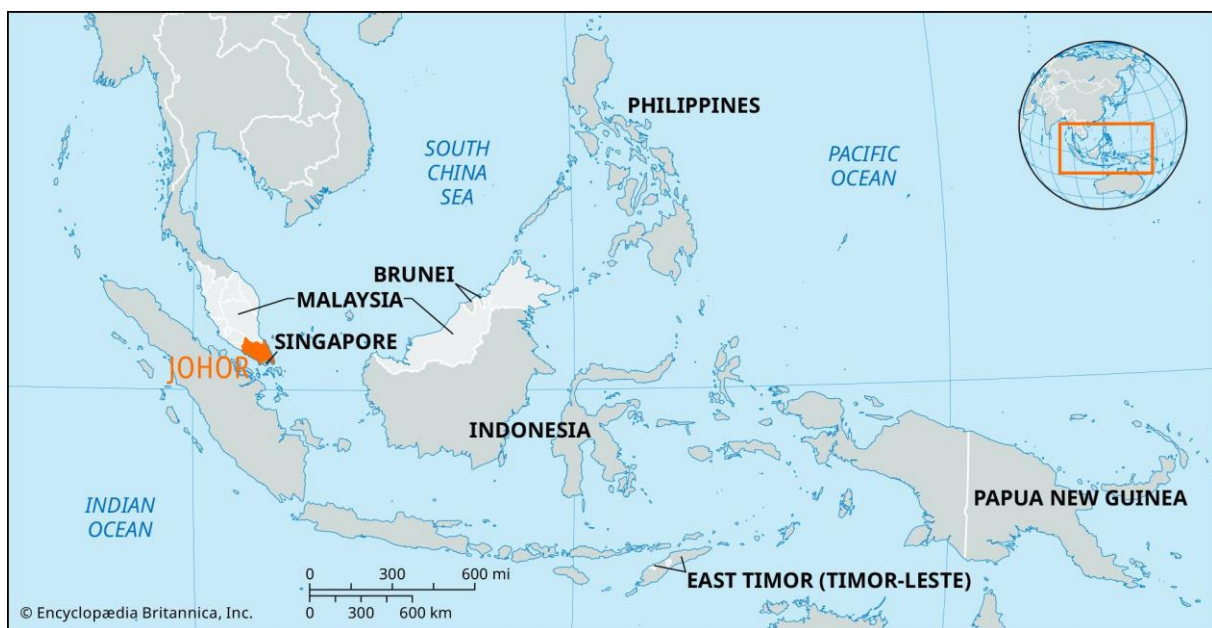 PHILIPPINES
SOUTH
CHINA
SEA
PACIFIC
OCEAN
BRUNEI
MALAYSIA
SINGAPORE
JOHOR
INDONESIA
INDIAN
OCEAN
PAPUA NEW GUINEA
EAST TIMOR (TIMOR-LESTE)
0 300 600 mi
0 300 600 km
© Encyclopædia Britannica, Inc.